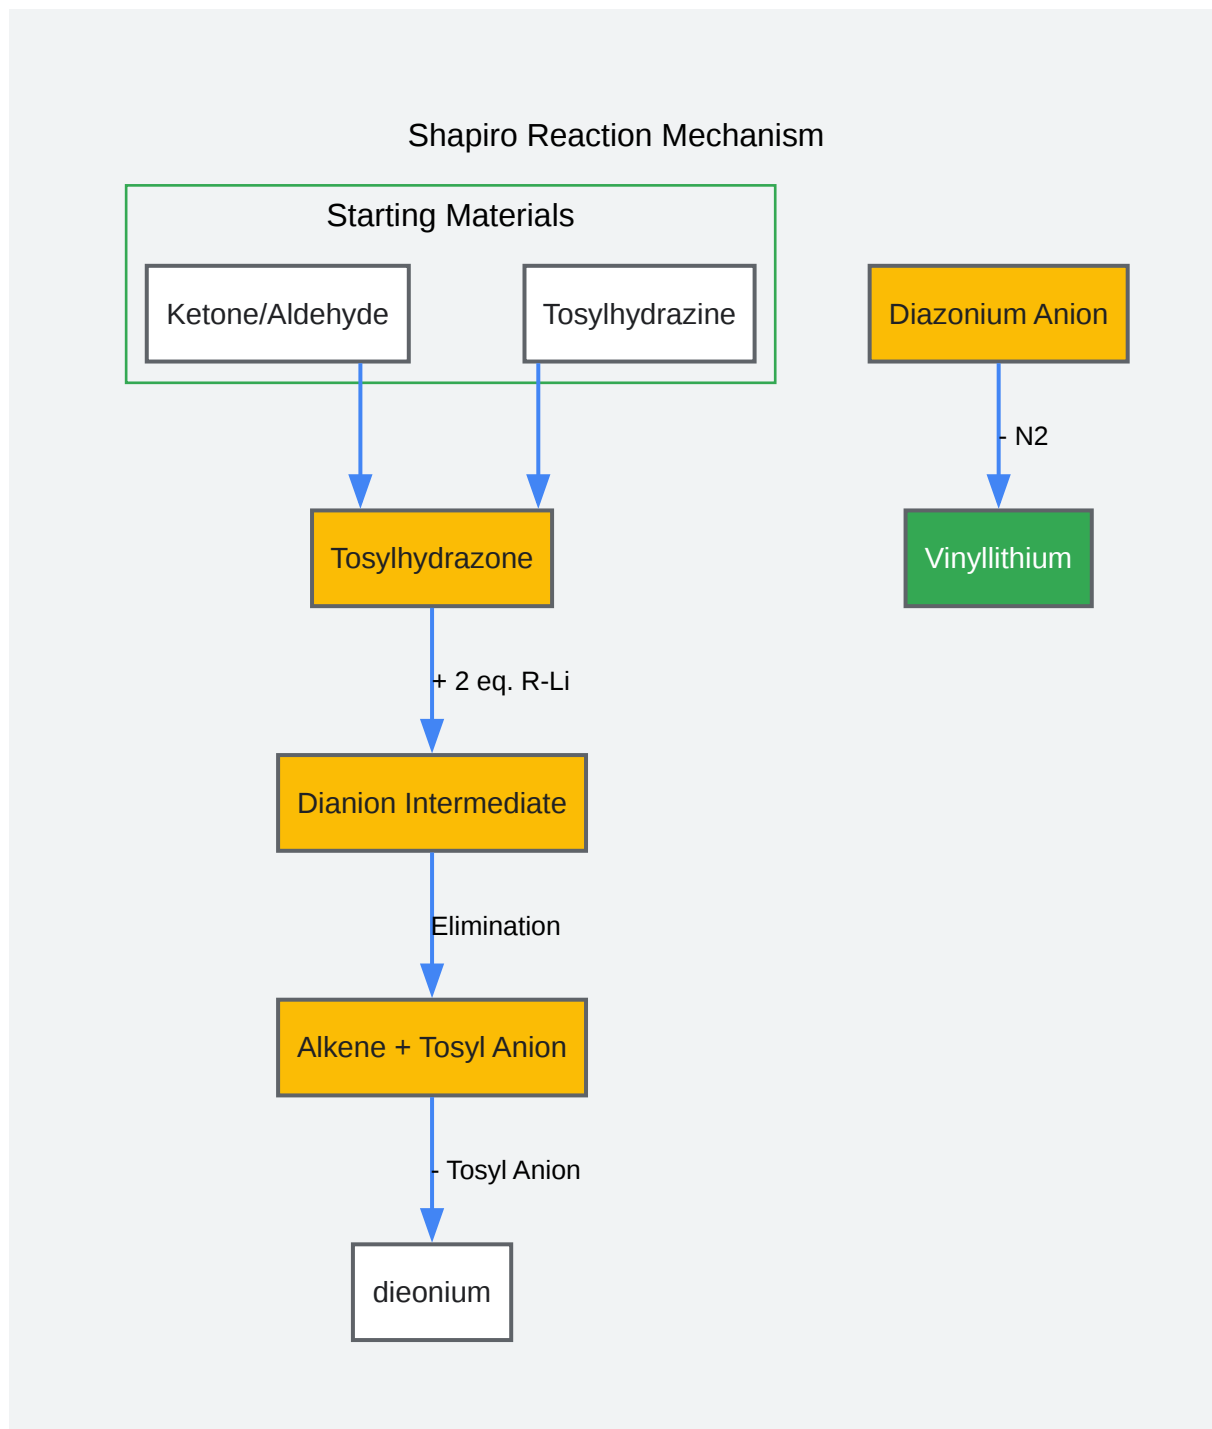 Shapiro Reaction Mechanism
Starting Materials
Ketone/Aldehyde
Tosylhydrazine
Diazonium Anion
- N2
Tosylhydrazone
Vinyllithium
+ 2 eq. R-Li
Dianion Intermediate
Elimination
Alkene + Tosyl Anion
- Tosyl Anion
dieonium